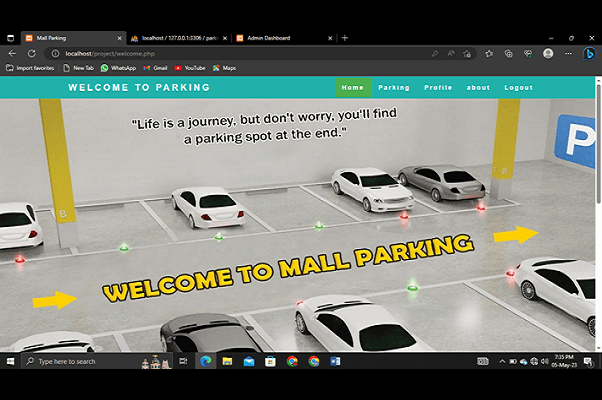 Mall Parking
localhost / 127.0.0.1:3306 / park
Admin Dashboard
localhost/project/welcome.php
Import favorites
New Tab
WhatsApp
Gmail
YouTube
Maps
WELCOME TO PARKING
Home
Parking
Profile
about
Logout
"Life is a journey, but don't worry, you'll find
a parking spot at the end."
P
B
B
WELCOME TO MALL PARKING
Type here to search
7:35 PM
05-May-23